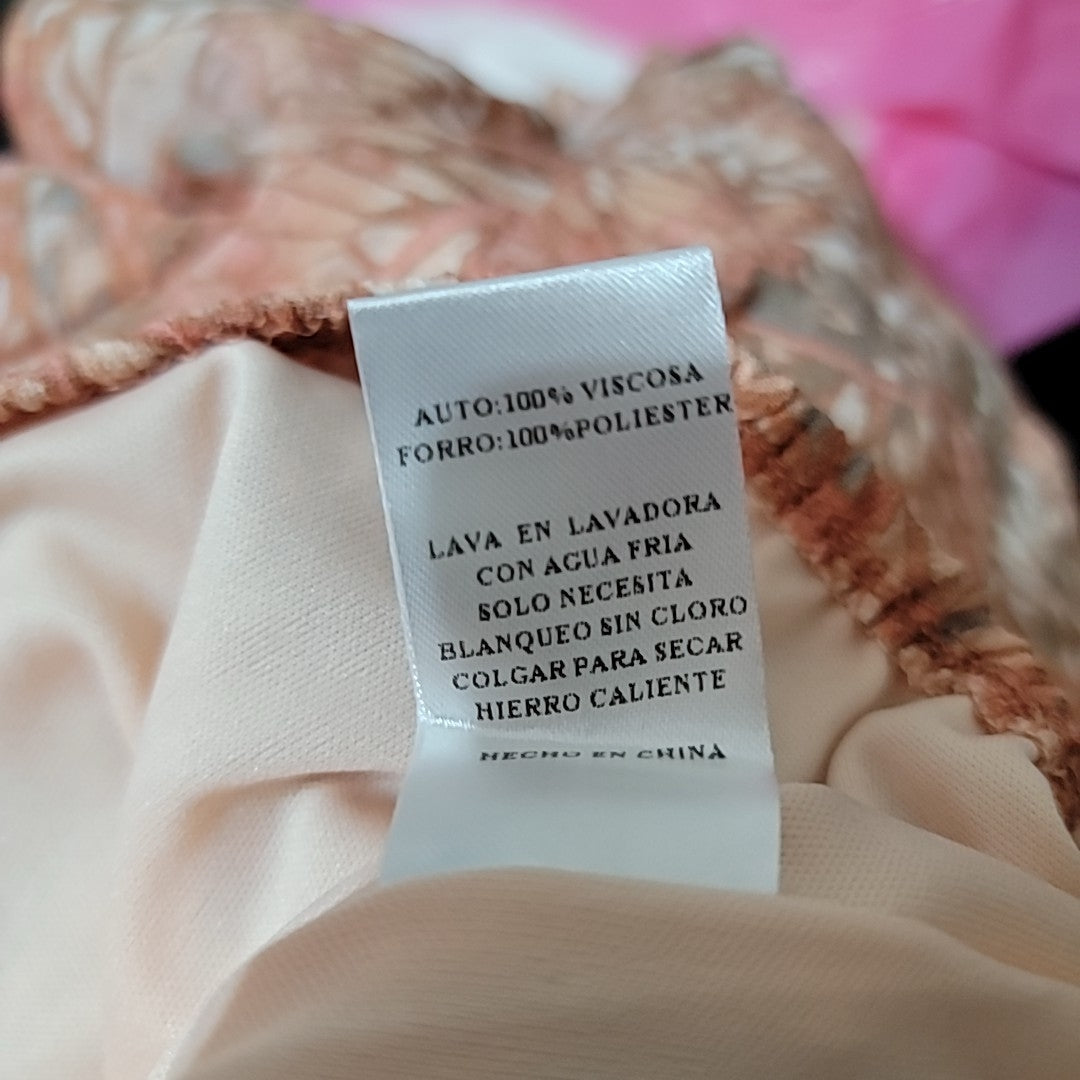 AUTO:100% VISCOSA
FORRO:100%POLIESTER
LAVA EN LAVADORA
CON AGUA FRIA
SOLO NECESITA
BLANQUEO SIN CLORO
COLGAR PARA SECAR
HIERRO CALIENTE
HECHO EN CHINA